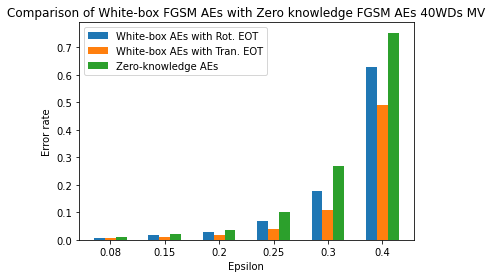 Comparison of White-box FGSM AEs with Zero knowledge FGSM AEs 40WDs MV
White-box AEs with Rot. EOT
White-box AEs with Tran. EOT
Zero-knowledge AEs
Error rate
0.7
0.6
0.5
0.4
0.3
0.2
0.1
0.0
0.08 0.15 0.2 0.25 0.3 0.4
Epsilon